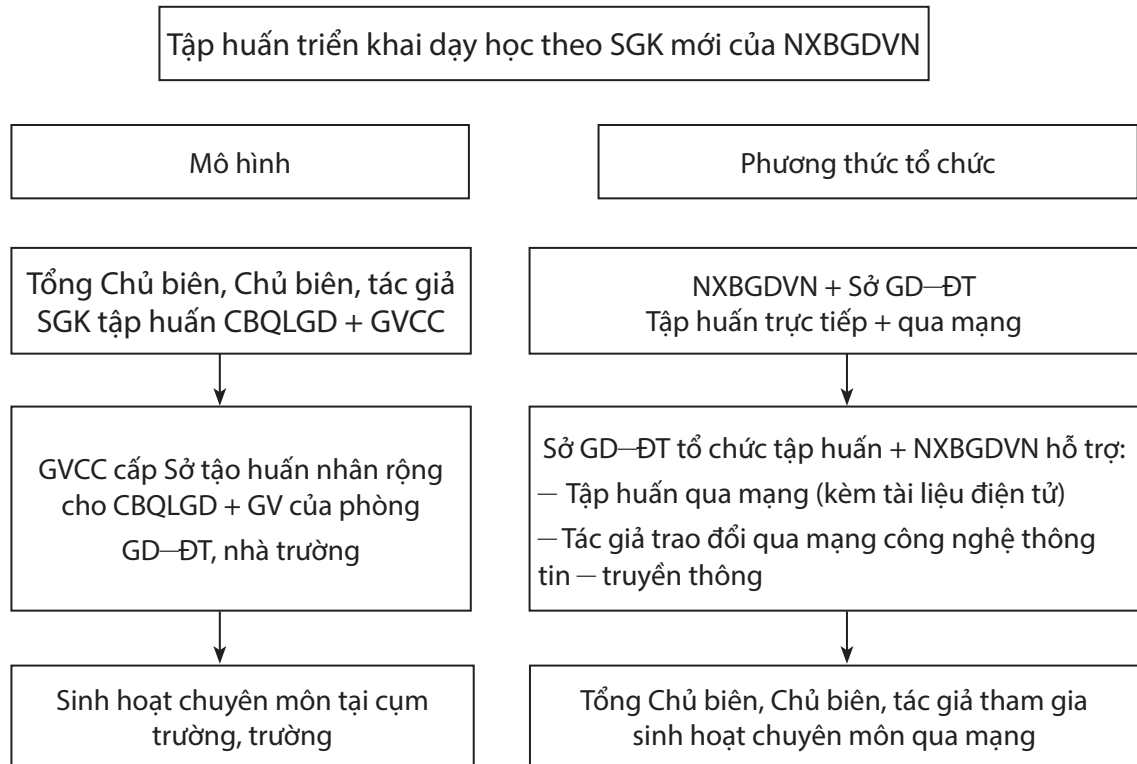 Tập huấn triển khai dạy học theo SGK mới của NXBGDVN
Mô hình
Phương thức tổ chức
Tổng Chủ biên, Chủ biên, tác giả
SGK tập huấn CBQLGD + GVCC
NXBGDVN + Sở GD—ĐT
Tập huấn trực tiếp + qua mạng
GVCC cấp Sở tạo huấn nhân rộng
cho CBQLGD + GV của phòng
GD—ĐT, nhà trường
Sở GD—ĐT tổ chức tập huấn + NXBGDVN hỗ trợ:
— Tập huấn qua mạng (kèm tài liệu điện tử)
— Tác giả trao đổi qua mạng công nghệ thông
tin — truyền thông
Sinh hoạt chuyên môn tại cụm
trường, trường
Tổng Chủ biên, Chủ biên, tác giả tham gia
sinh hoạt chuyên môn qua mạng